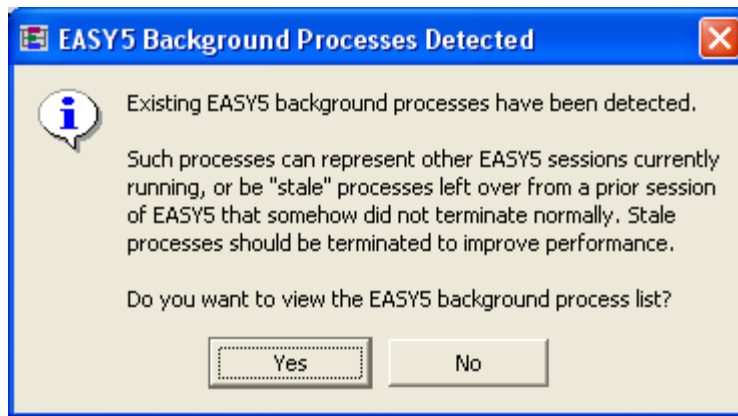 EASY5 Background Processes Detected
Existing EASY5 background processes have been detected.
Such processes can represent other EASY5 sessions currently
running, or be "stale" processes left over from a prior session
of EASY5 that somehow did not terminate normally. Stale
processes should be terminated to improve performance.
Do you want to view the EASY5 background process list?
Yes
No